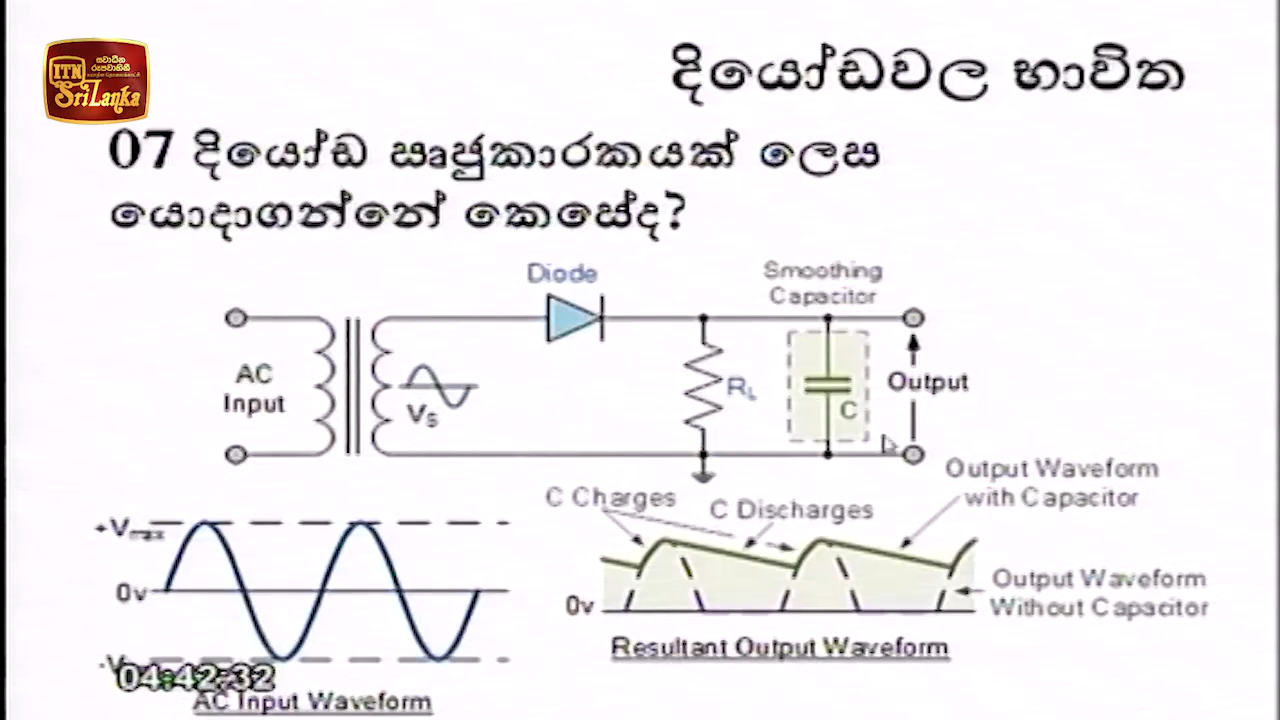 ස්වාධීන
රූපවාහිනී
ITN
Sri Lanka
දියෝඩවල භාවිත
07 දියෝඩ සෘජුකාරකයක් ලෙස
යොදාගන්නේ කෙසේද?
Diode
Smoothing
Capacitor
AC
Input
Vs
RL
C
Output
Output Waveform
with Capacitor
C Charges
C Discharges
+Vmax
0v
0v
Output Waveform
Without Capacitor
Resultant Output Waveform
04:42:32
AC Input Waveform